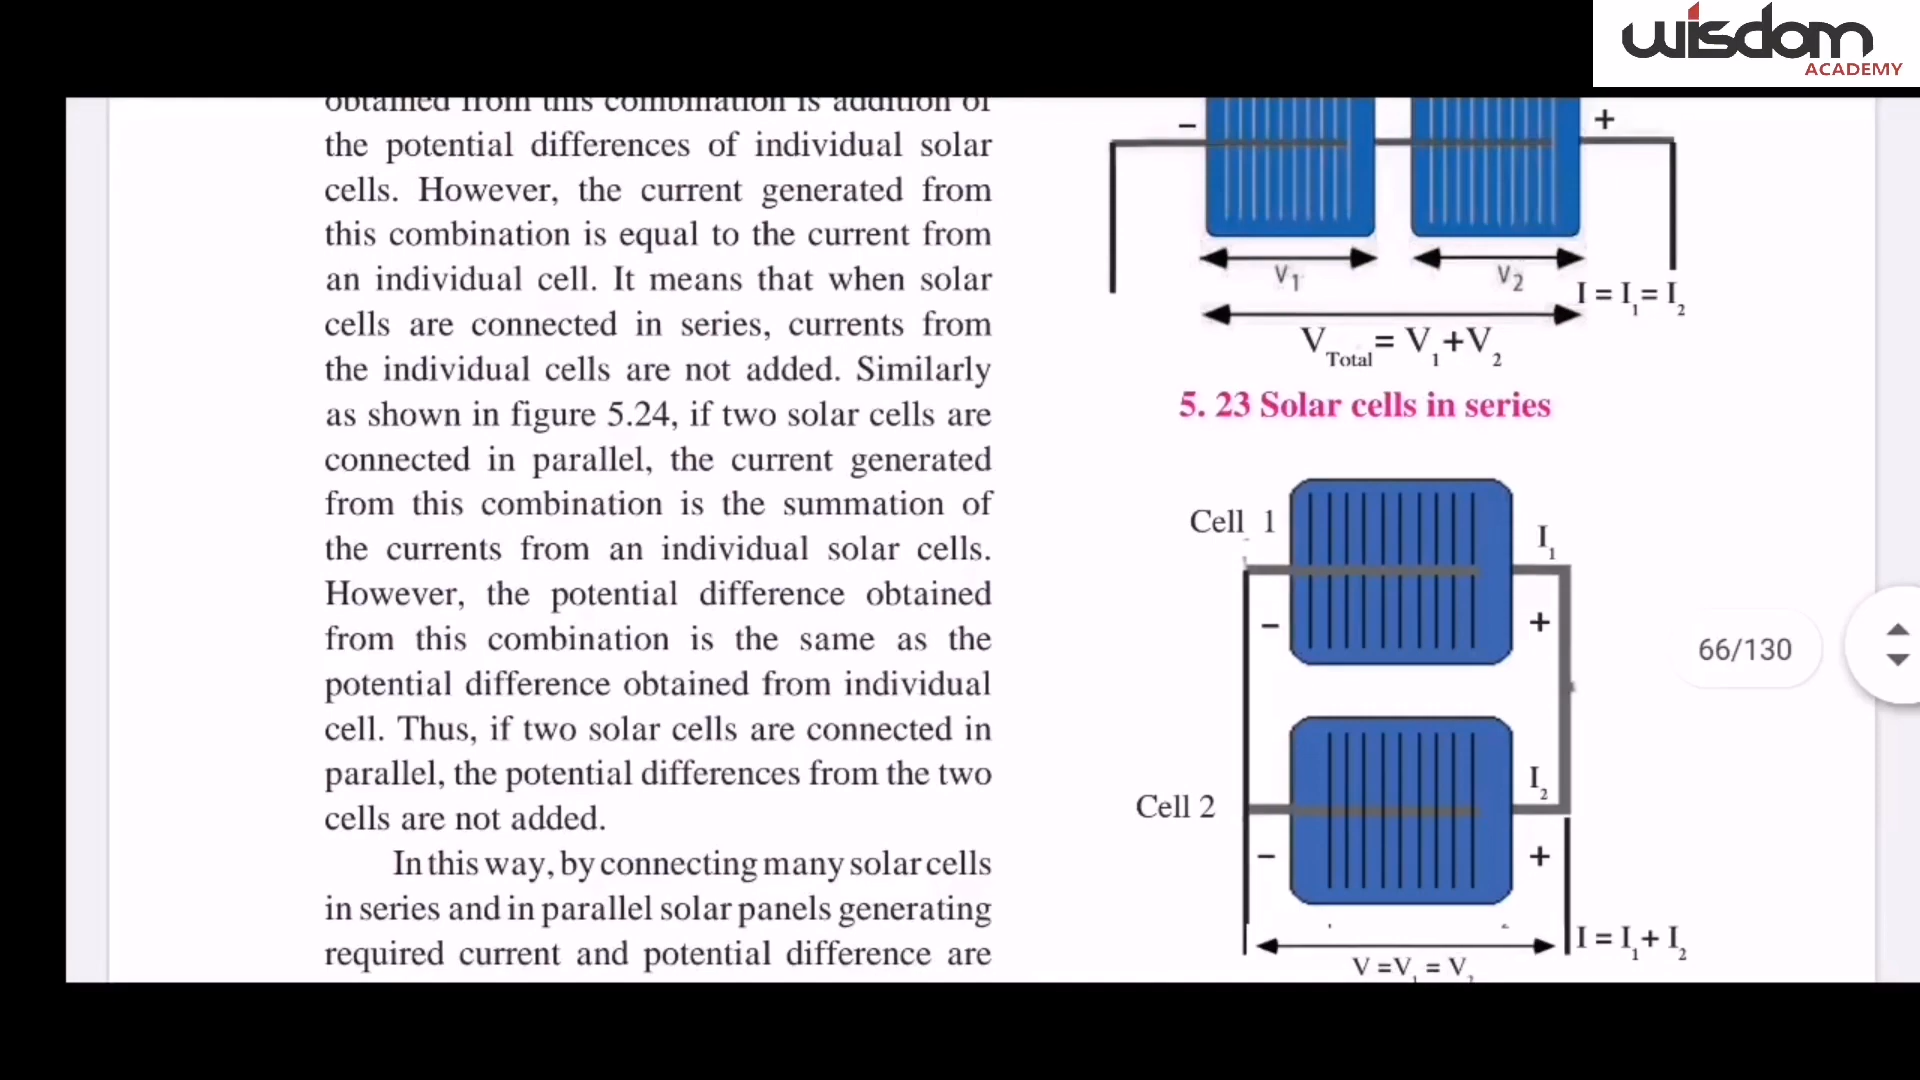 wisdom
ACADEMY
obtained from this combination is addition of
the potential differences of individual solar
cells. However, the current generated from
this combination is equal to the current from
an individual cell. It means that when solar
cells are connected in series, currents from
the individual cells are not added. Similarly
as shown in figure 5.24, if two solar cells are
connected in parallel, the current generated
from this combination is the summation of
the currents from an individual solar cells.
However, the potential difference obtained
from this combination is the same as the
potential difference obtained from individual
cell. Thus, if two solar cells are connected in
parallel, the potential differences from the two
cells are not added.
In this way, by connecting many solar cells
in series and in parallel solar panels generating
required current and potential difference are
− +
V1 V2
I = I1 = I2
VTotal = V1+V2
5. 23 Solar cells in series
Cell 1
I1
− +
Cell 2
I2
− +
I = I1+ I2
V =V1 = V2
66/130